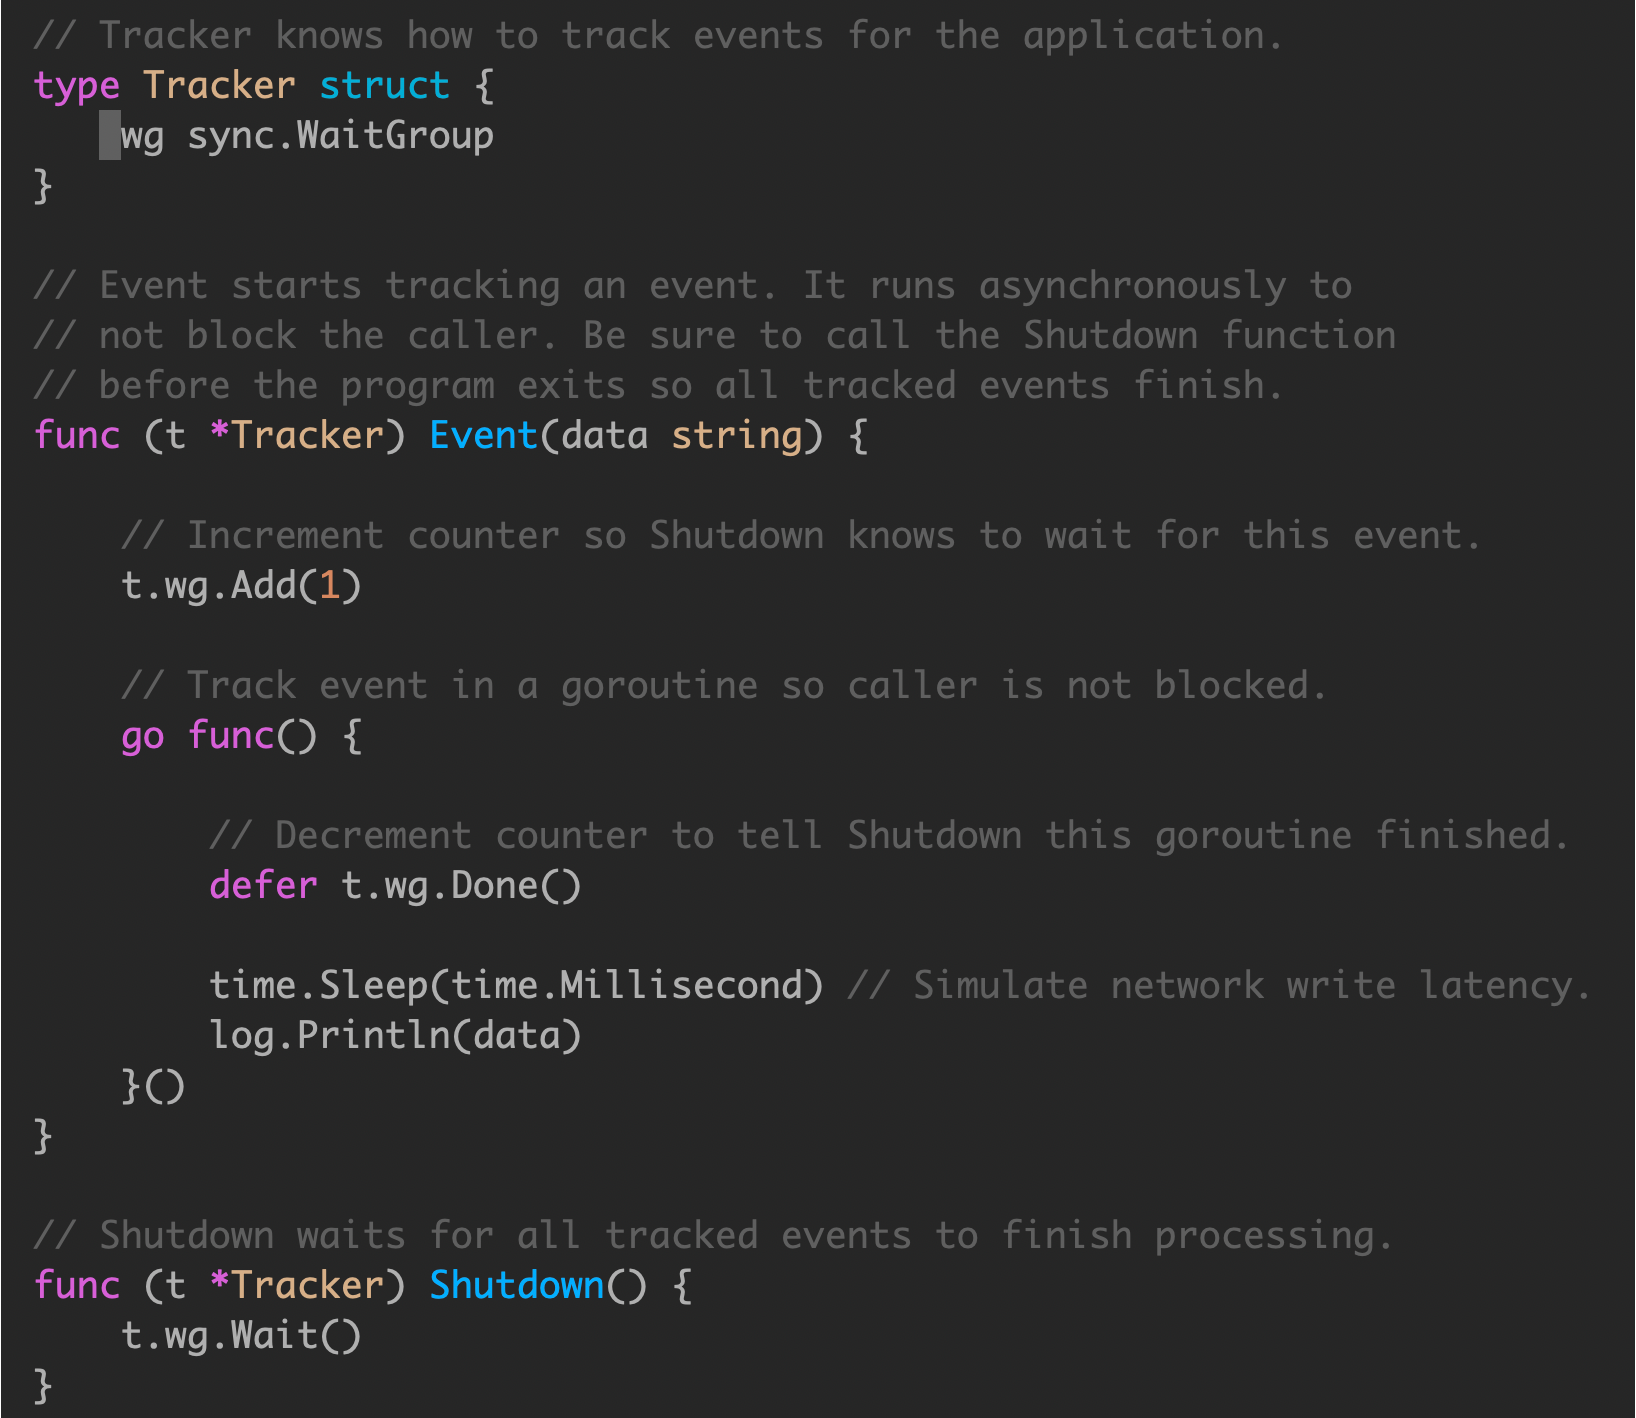 // Tracker knows how to track events for the application.
type Tracker struct {
    wg sync.WaitGroup
}

// Event starts tracking an event. It runs asynchronously to
// not block the caller. Be sure to call the Shutdown function
// before the program exits so all tracked events finish.
func (t *Tracker) Event(data string) {

    // Increment counter so Shutdown knows to wait for this event.
    t.wg.Add(1)

    // Track event in a goroutine so caller is not blocked.
    go func() {

        // Decrement counter to tell Shutdown this goroutine finished.
        defer t.wg.Done()

        time.Sleep(time.Millisecond) // Simulate network write latency.
        log.Println(data)
    }()
}

// Shutdown waits for all tracked events to finish processing.
func (t *Tracker) Shutdown() {
    t.wg.Wait()
}